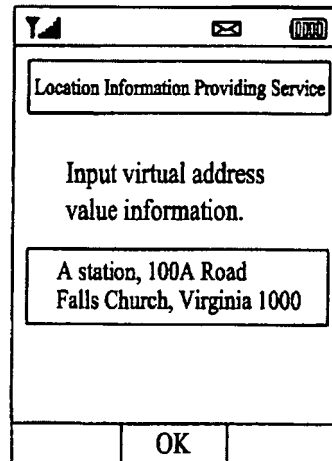 Location Information Providing Service
Input virtual address
value information.
A station, 100A Road
Falls Church, Virginia 1000
OK